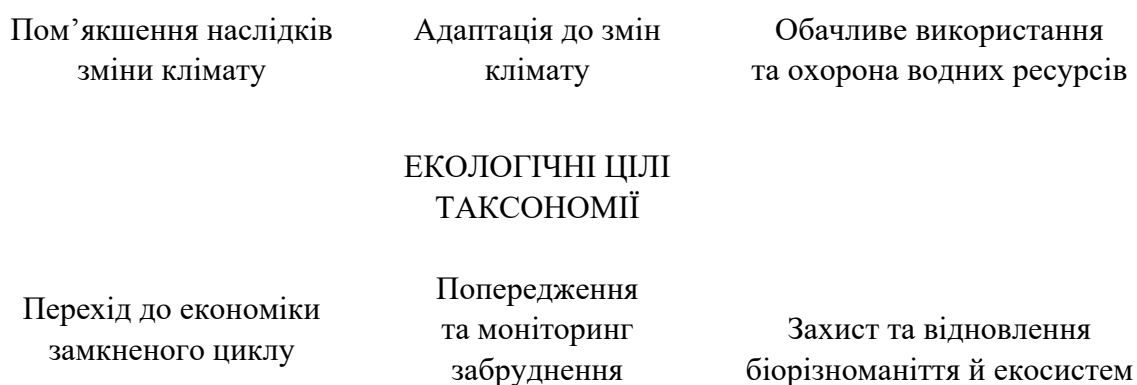 Пом’якшення наслідків
зміни клімату
Адаптація до змін
клімату
Обачливе використання
та охорона водних ресурсів
ЕКОЛОГІЧНІ ЦІЛІ
ТАКСОНОМІЇ
Перехід до економіки
замкненого циклу
Попередження
та моніторинг
забруднення
Захист та відновлення
біорізноманіття й екосистем